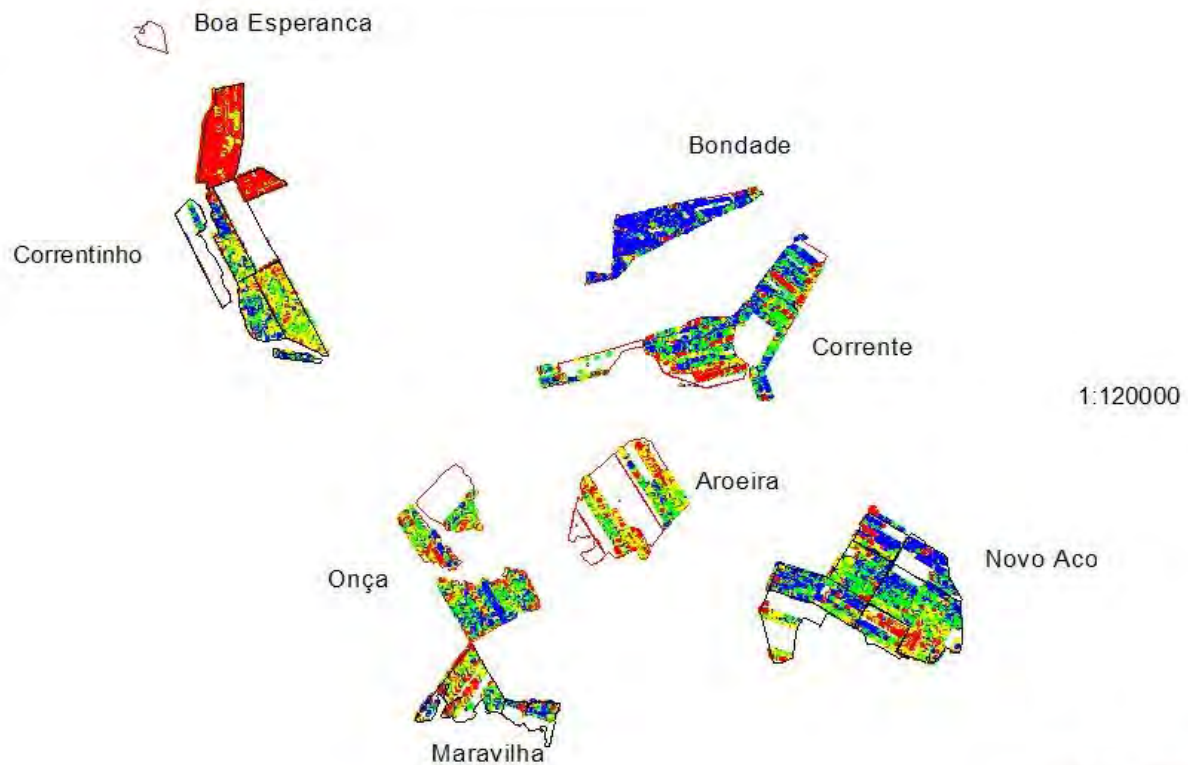 Boa Esperanca
Bondade
Correntinho
Corrente
1:120000
Aroeira
Novo Aco
Onça
Maravilha